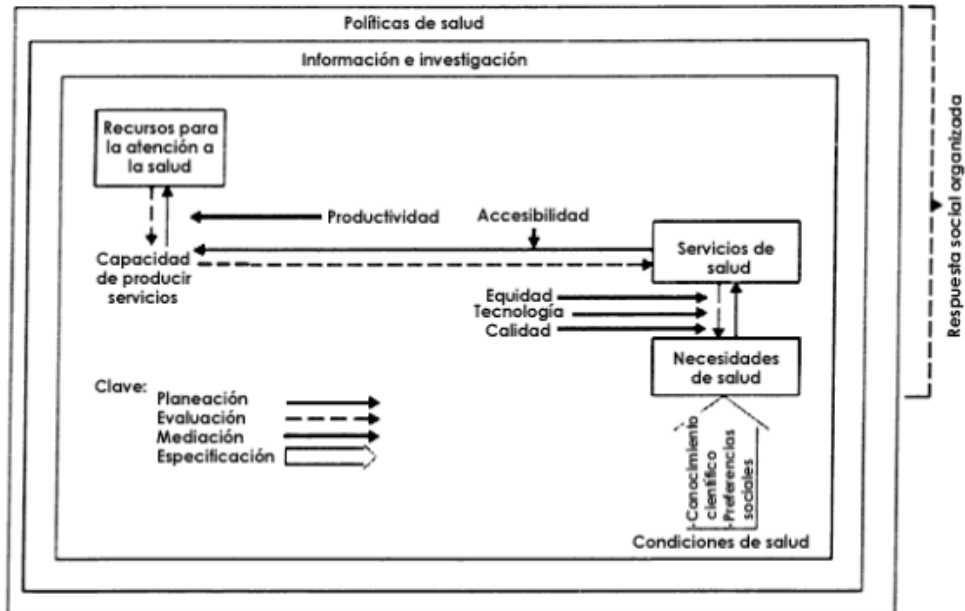 Políticas de salud
Información e investigación
Recursos para
la atención a
la salud
Productividad
Accesibilidad
Capacidad
de producir
servicios
Servicios de
salud
Equidad
Tecnología
Calidad
Necesidades
de salud
Clave:
Planeación
Evaluación
Mediación
Especificación
Conocimiento
científico
Preferencias
sociales
Condiciones de salud
Respuesta social organizada